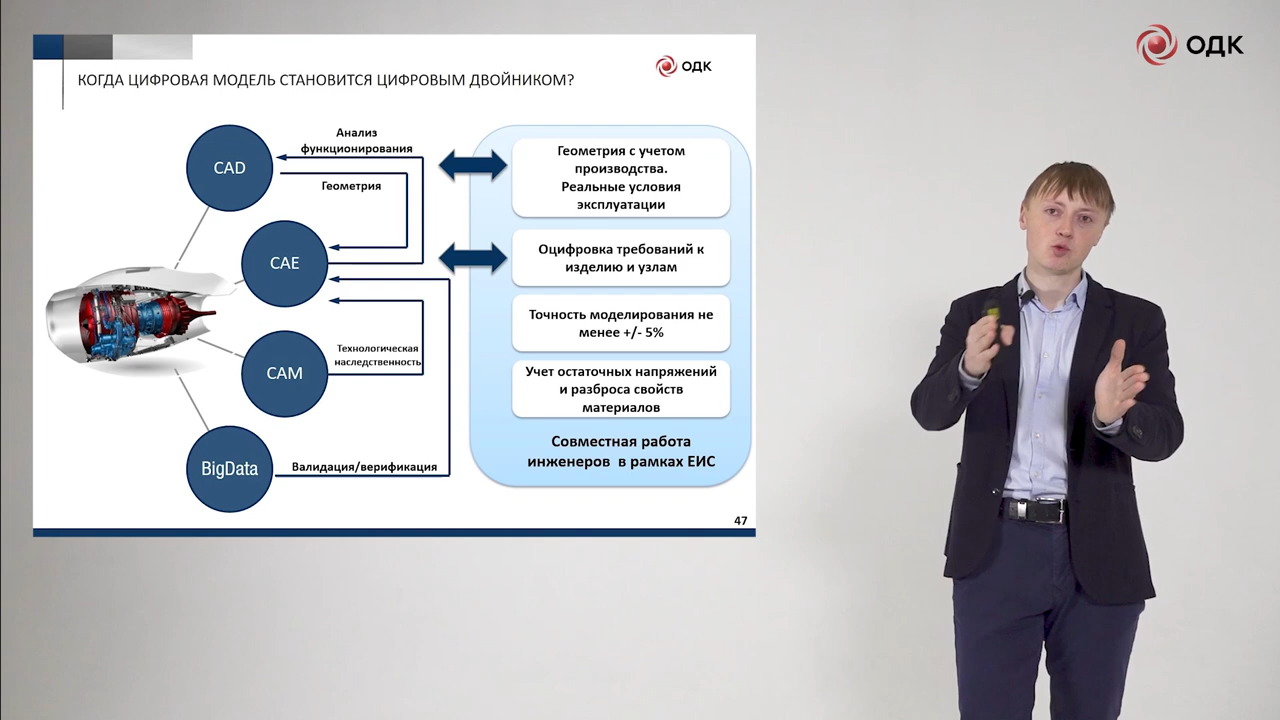 ОДК
КОГДА ЦИФРОВАЯ МОДЕЛЬ СТАНОВИТСЯ ЦИФРОВЫМ ДВОЙНИКОМ?
ОДК
CAD
CAE
CAM
BigData
Анализ
функционирования
Геометрия
Технологическая
наследственность
Валидация/верификация
Геометрия с учетом
производства.
Реальные условия
эксплуатации
Оцифровка требований к
изделию и узлам
Точность моделирования не
менее +/- 5%
Учет остаточных напряжений
и разброса свойств
материалов
Совместная работа
инженеров в рамках ЕИС
47